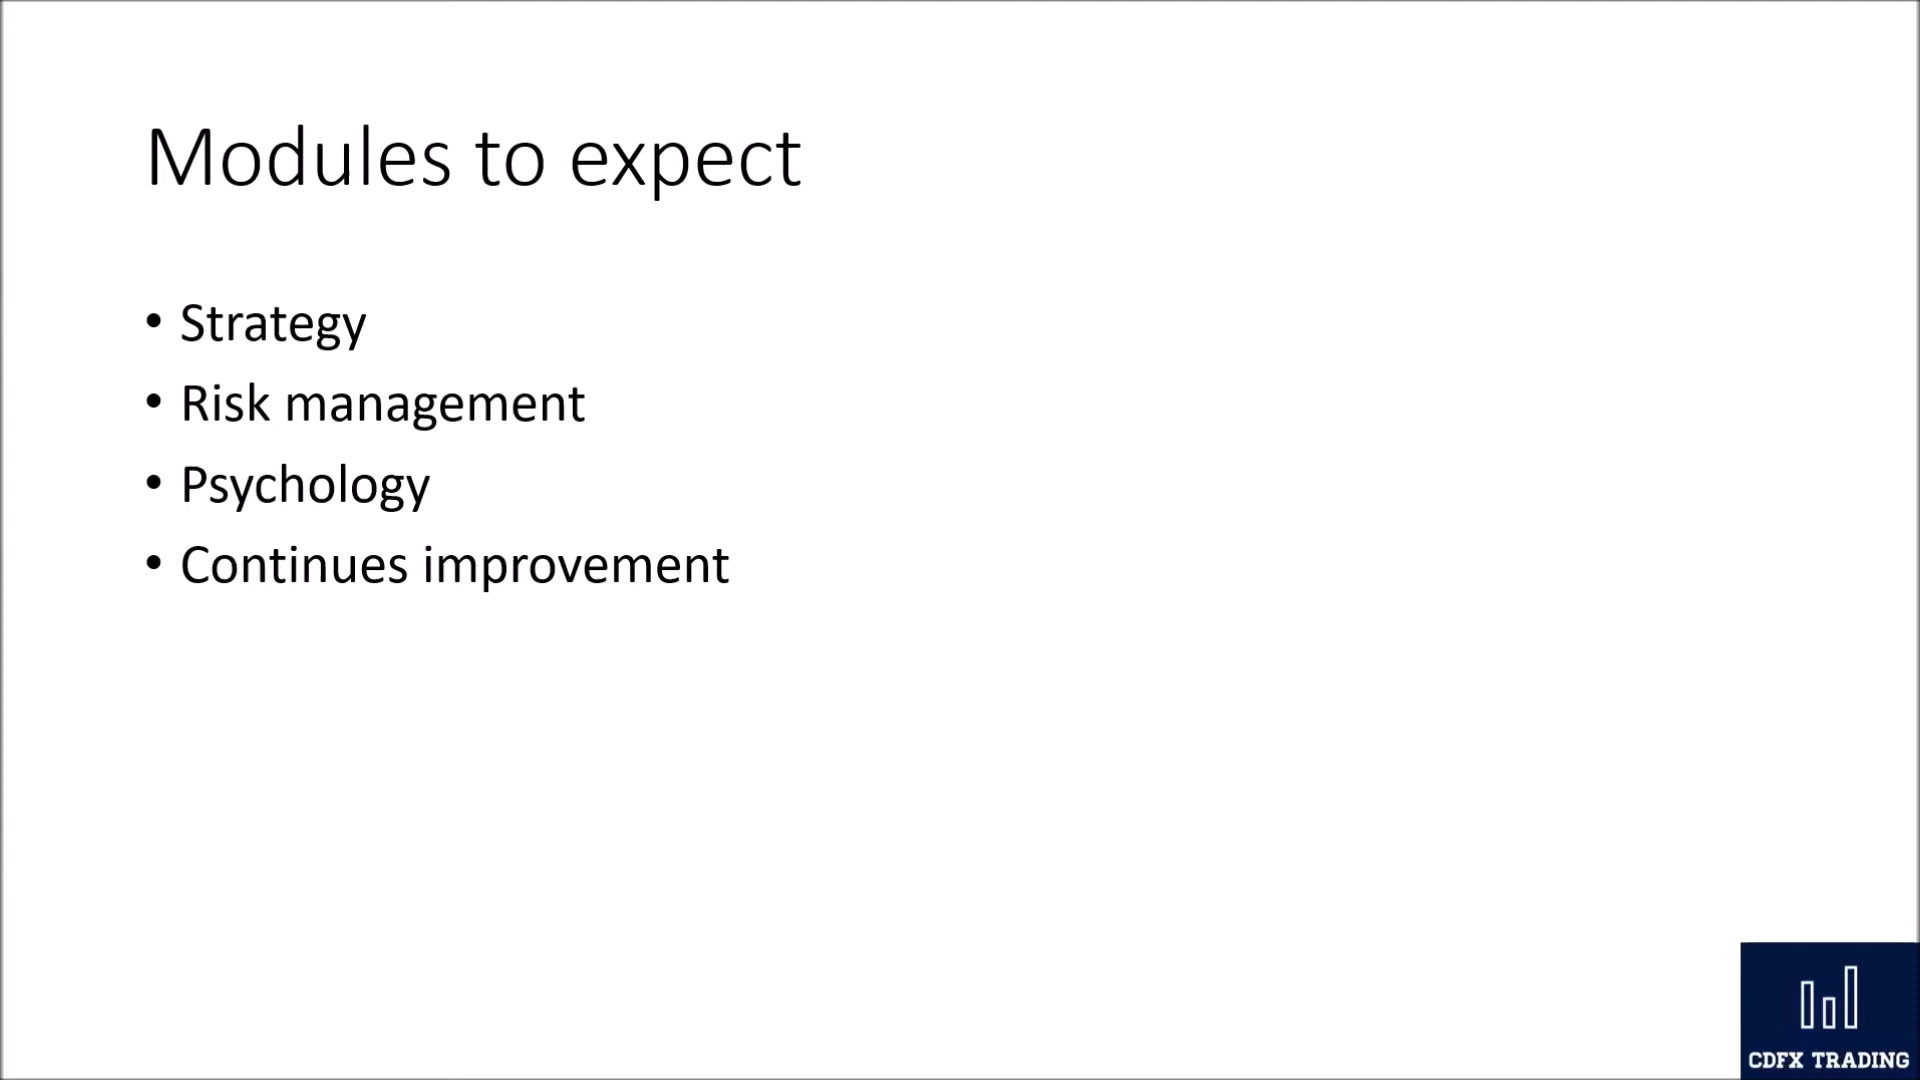 Modules to expect
• Strategy
• Risk management
• Psychology
• Continues improvement
CDFX TRADING